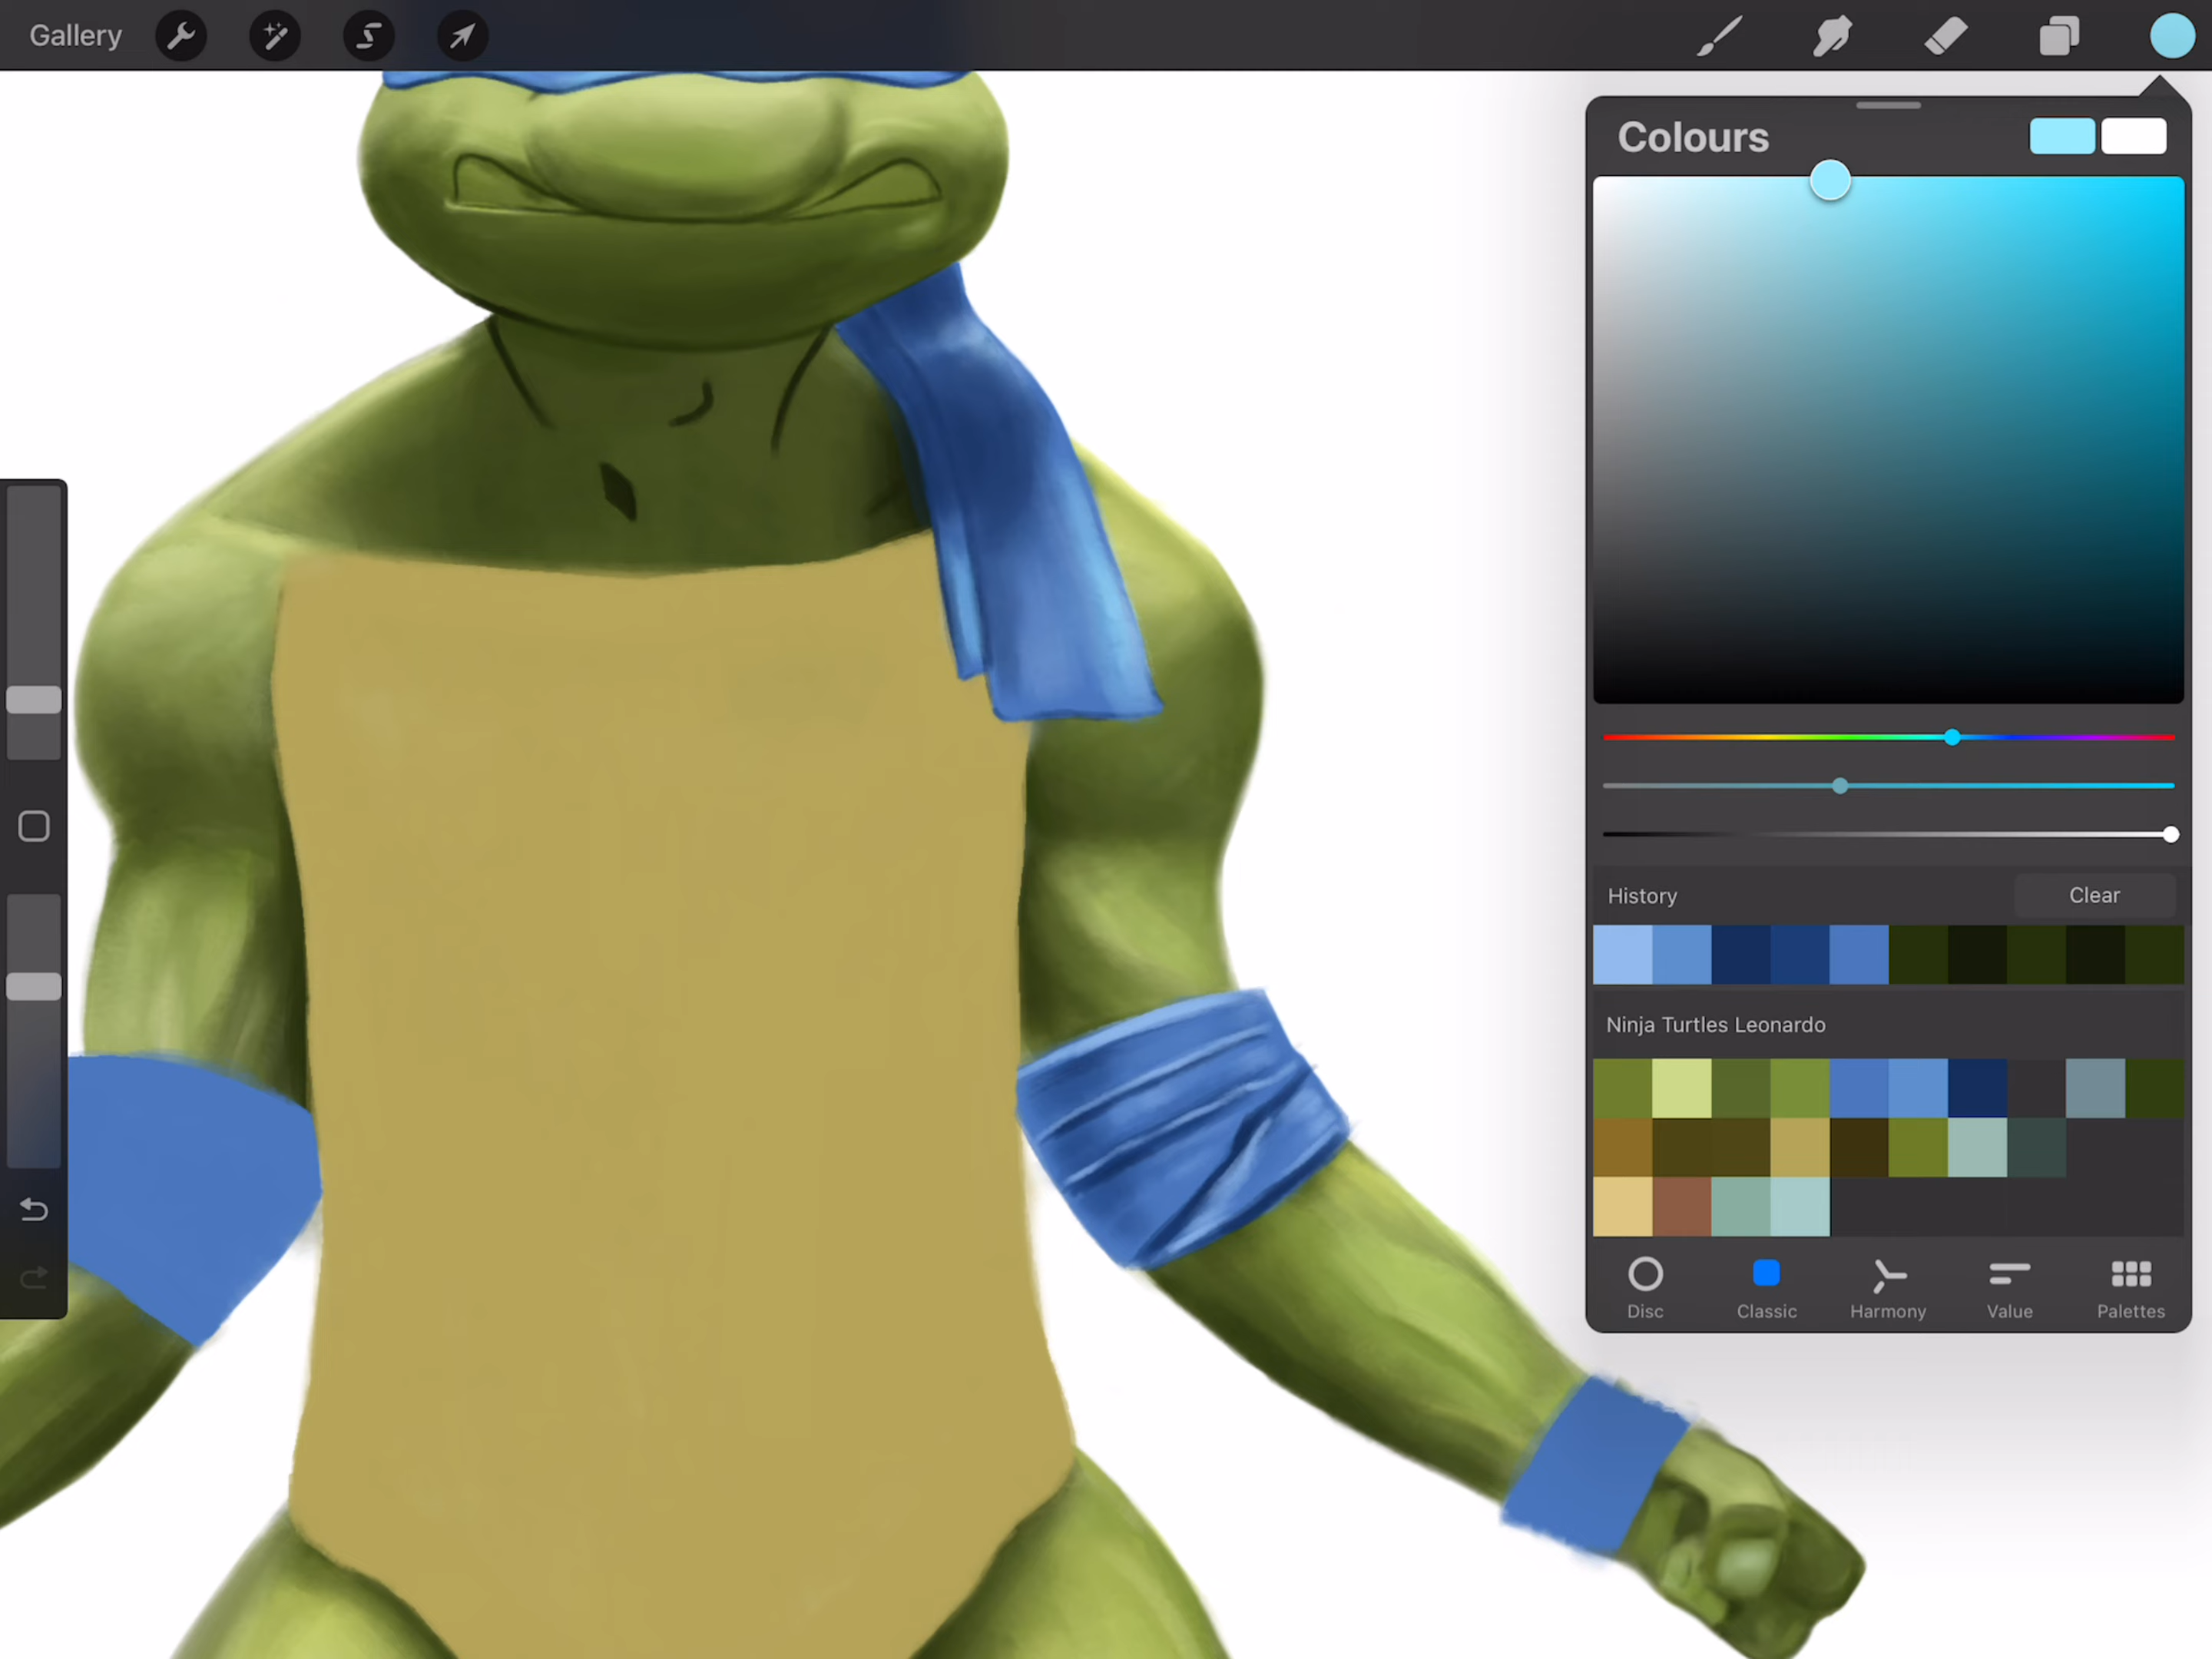 Gallery
Colours
History
Clear
Ninja Turtles Leonardo
Disc
Classic
Harmony
Value
Palettes